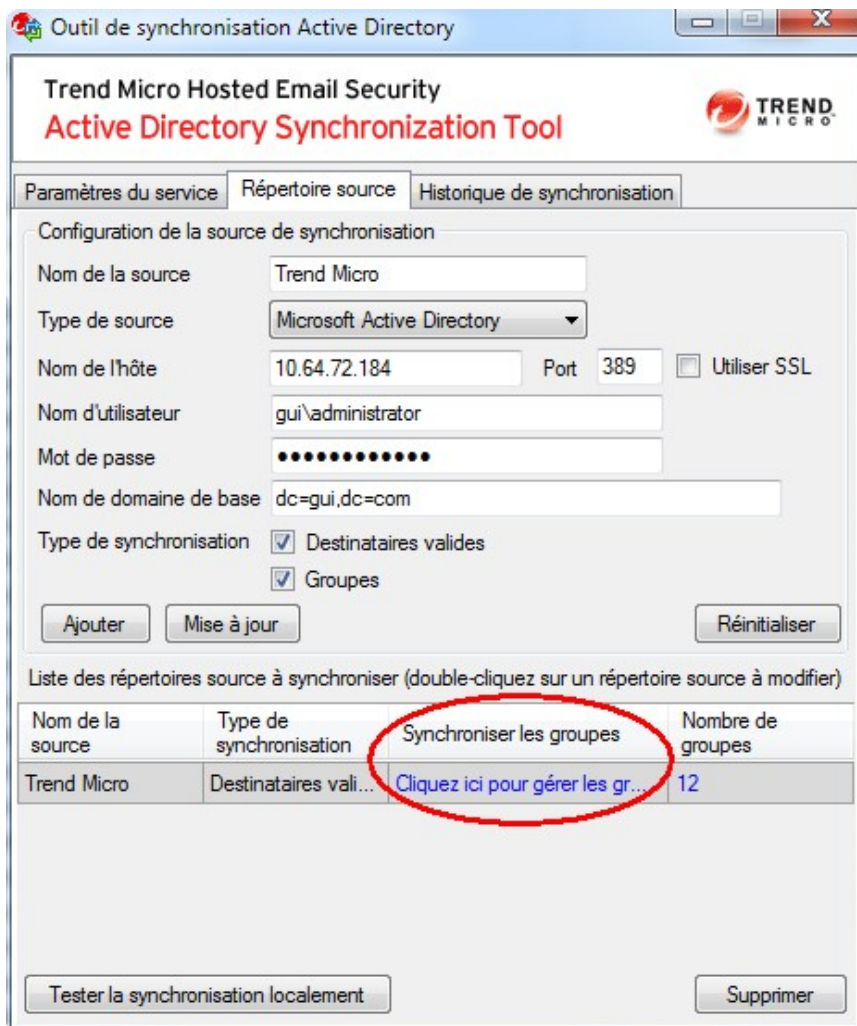 Outil de synchronisation Active Directory
Trend Micro Hosted Email Security
Active Directory Synchronization Tool
TREND
MICRO
Paramètres du service Répertoire source Historique de synchronisation
Configuration de la source de synchronisation
Nom de la source Trend Micro
Type de source Microsoft Active Directory
Nom de l'hôte 10.64.72.184 Port 389 Utiliser SSL
Nom d'utilisateur gui\administrator
Mot de passe ••••••••••••
Nom de domaine de base dc=gui,dc=com
Type de synchronisation Destinataires valides
Groupes
Ajouter Mise à jour Réinitialiser
Liste des répertoires source à synchroniser (double-cliquez sur un répertoire source à modifier)
Nom de la source Type de synchronisation Synchroniser les groupes Nombre de groupes
Trend Micro Destinataires vali... Cliquez ici pour gérer les gr... 12
Tester la synchronisation localement Supprimer